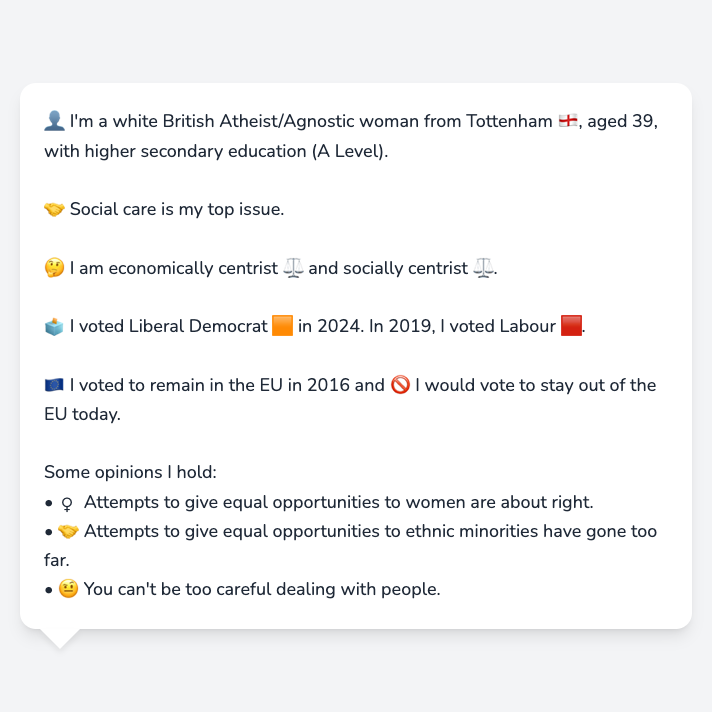 👤 I'm a white British Atheist/Agnostic woman from Tottenham 🏴󠁧󠁢󠁥󠁮󠁧󠁿, aged 39,
with higher secondary education (A Level).
🤝 Social care is my top issue.
🤔 I am economically centrist ⚖️ and socially centrist ⚖️.
🗳️ I voted Liberal Democrat 🟧 in 2024. In 2019, I voted Labour 🟥.
🇪🇺 I voted to remain in the EU in 2016 and 🚫 I would vote to stay out of the
EU today.
Some opinions I hold:
• ♀️ Attempts to give equal opportunities to women are about right.
• 🤝 Attempts to give equal opportunities to ethnic minorities have gone too
far.
• 🤨 You can't be too careful dealing with people.